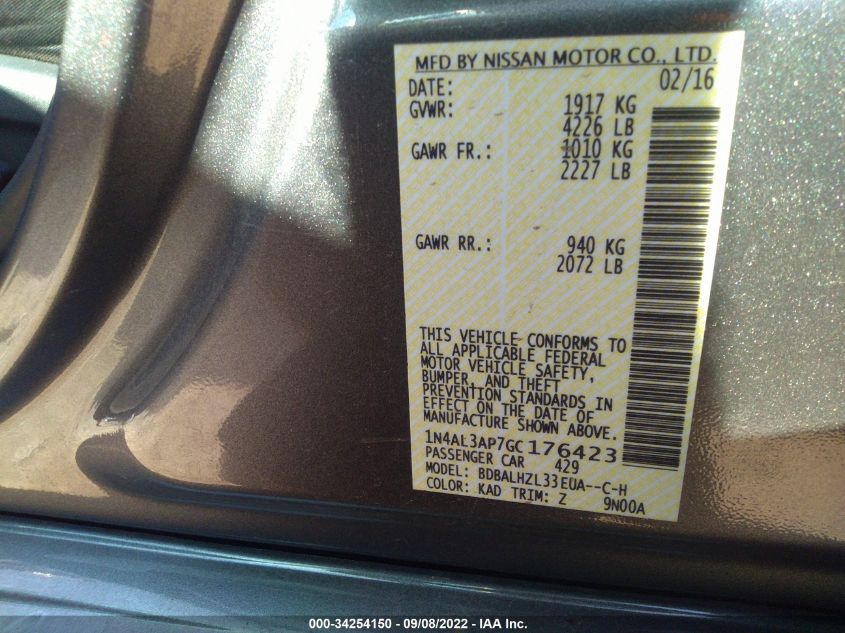 MFD BY NISSAN MOTOR CO., LTD.
DATE: 02/16
GVWR: 1917 KG
4226 LB
GAWR FR.: 1010 KG
2227 LB
GAWR RR.: 940 KG
2072 LB
THIS VEHICLE CONFORMS TO
ALL APPLICABLE FEDERAL
MOTOR VEHICLE SAFETY,
BUMPER, AND THEFT
PREVENTION STANDARDS IN
EFFECT ON THE DATE OF
MANUFACTURE SHOWN ABOVE.
1N4AL3AP7GC176423
PASSENGER CAR 429
MODEL: BDBALHZL33EUA--C-H
COLOR: KAD TRIM: Z 9N00A
000-34254150 - 09/08/2022 - IAA Inc.